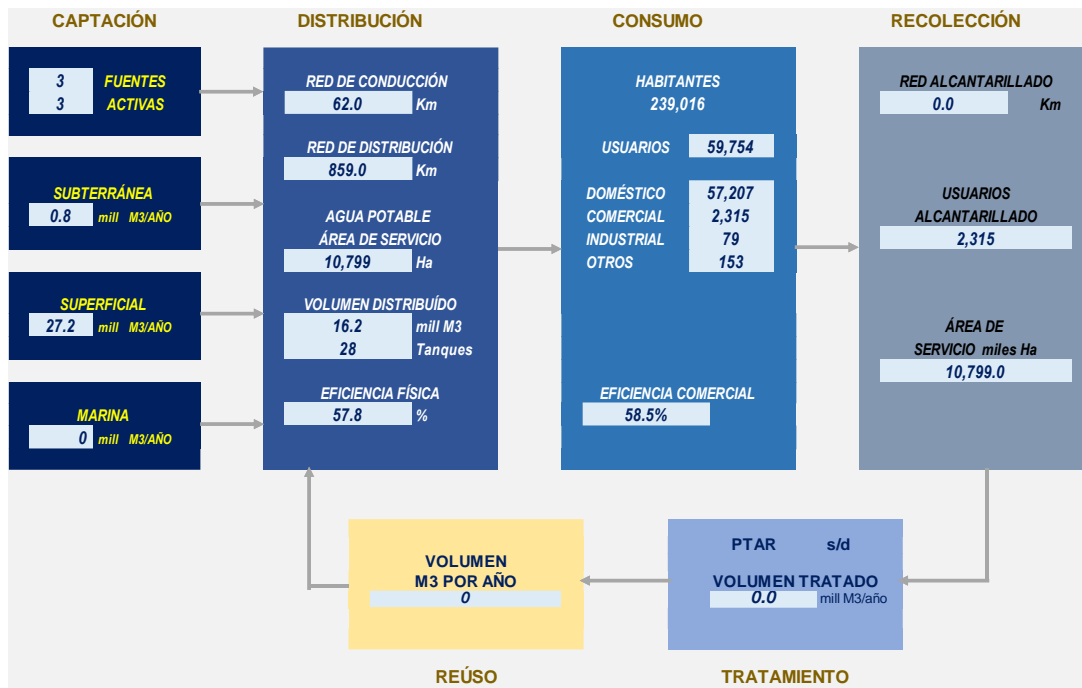 CAPTACIÓN
3 FUENTES
3 ACTIVAS
SUBTERRÁNEA
0.8 mill M3/AÑO
SUPERFICIAL
27.2 mill M3/AÑO
MARINA
0 mill M3/AÑO
DISTRIBUCIÓN
RED DE CONDUCCIÓN
62.0 Km
RED DE DISTRIBUCIÓN
859.0 Km
AGUA POTABLE
ÁREA DE SERVICIO
10,799 Ha
VOLUMEN DISTRIBUÍDO
16.2 mill M3
28 Tanques
EFICIENCIA FÍSICA
57.8 %
CONSUMO
HABITANTES
239,016
USUARIOS 59,754
DOMÉSTICO 57,207
COMERCIAL 2,315
INDUSTRIAL 79
OTROS 153
EFICIENCIA COMERCIAL
58.5%
RECOLECCIÓN
RED ALCANTARILLADO
0.0 Km
USUARIOS
ALCANTARILLADO
2,315
ÁREA DE
SERVICIO miles Ha
10,799.0
VOLUMEN
M3 POR AÑO
0
REÚSO
PTAR s/d
VOLUMEN TRATADO
0.0 mill M3/año
TRATAMIENTO